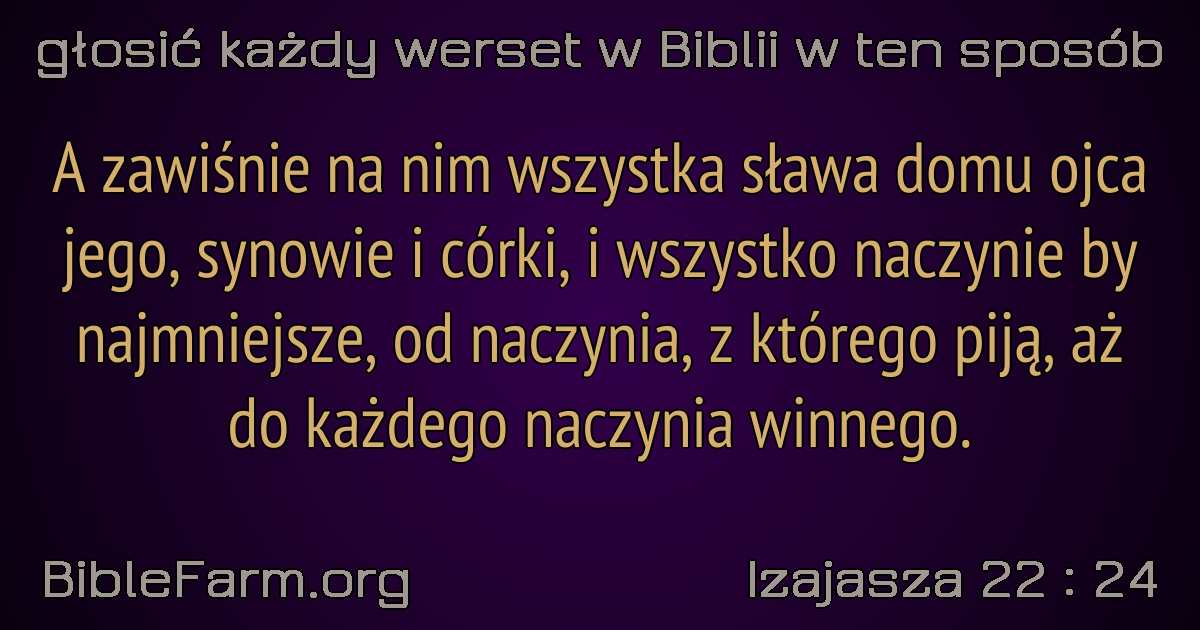 głosić każdy werset w Biblii w ten sposób
A zawiśnie na nim wszystka sława domu ojca
jego, synowie i córki, i wszystko naczynie by
najmniejsze, od naczynia, z którego piją, aż
do każdego naczynia winnego.
BibleFarm.org
Izajasza 22 : 24